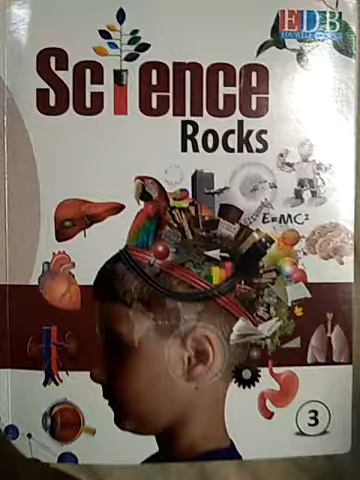 EDB
Science
Rocks
E=MC²
3